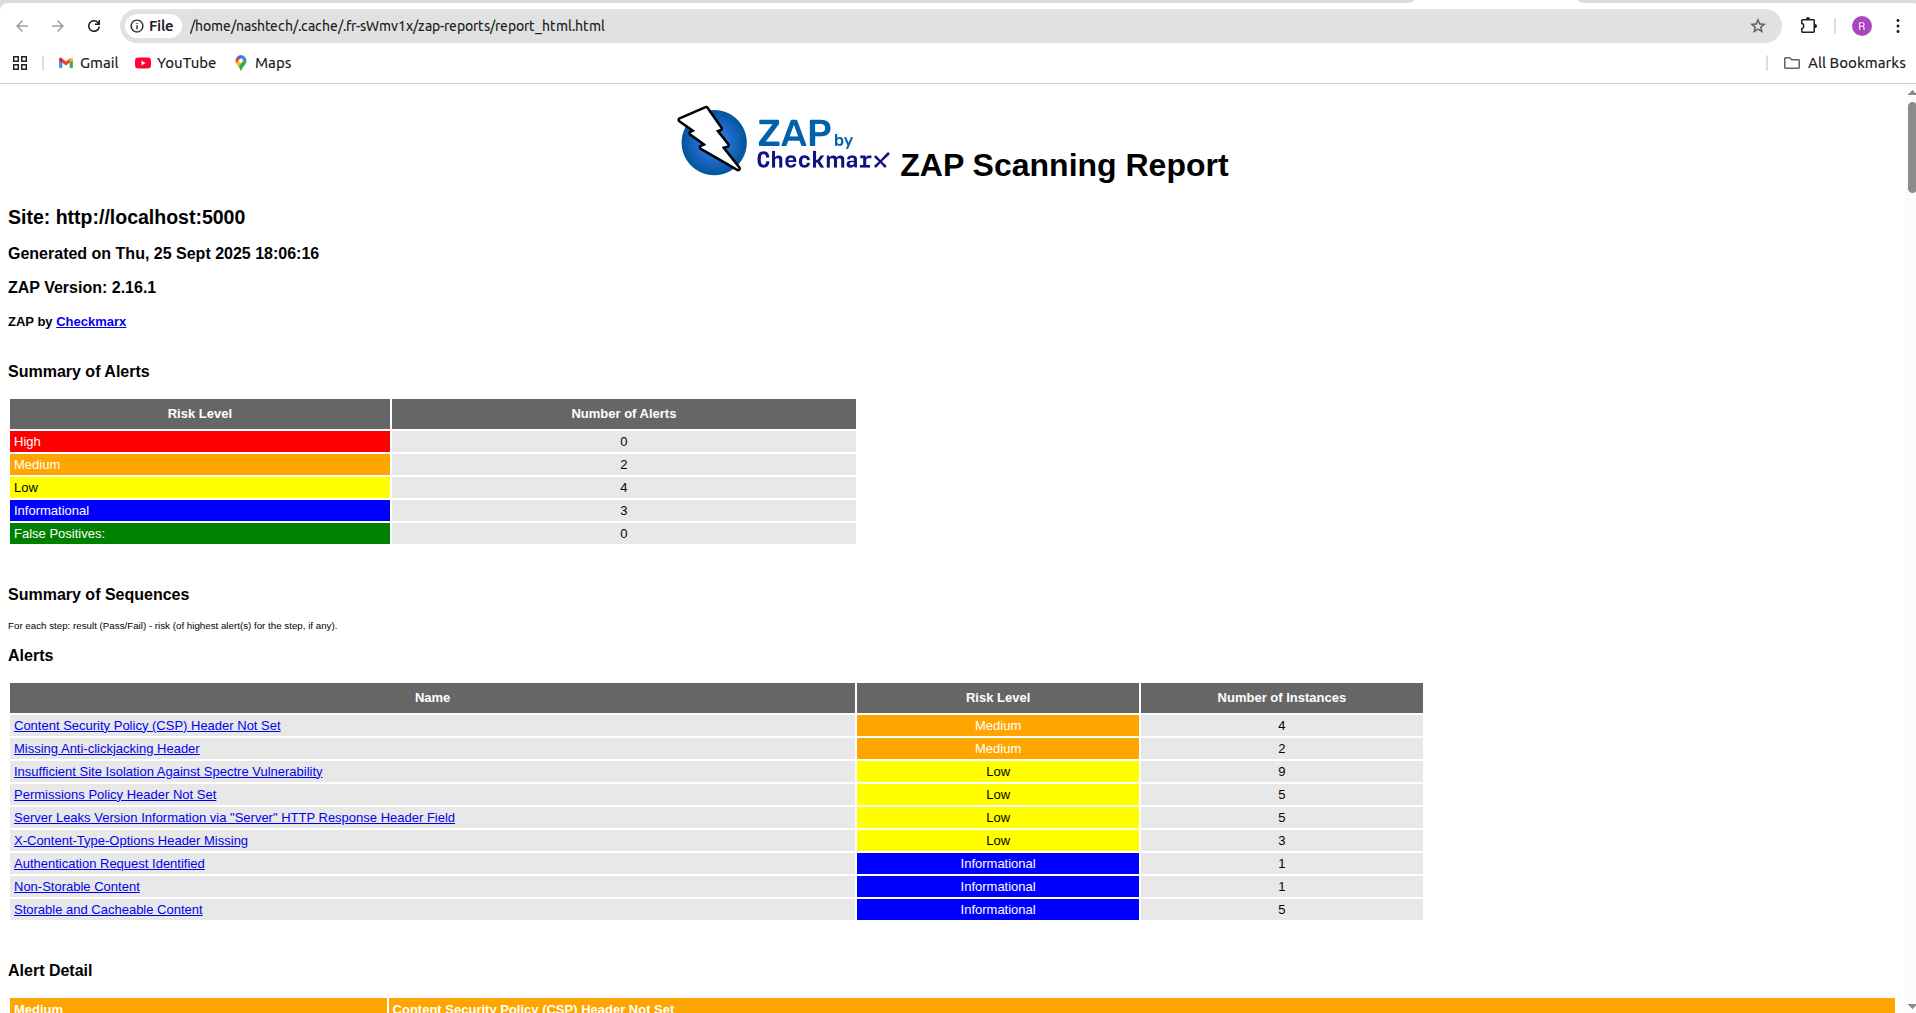 File /home/nashtech/.cache/.fr-sWmv1x/zap-reports/report_html.html R
Gmail YouTube Maps All Bookmarks
ZAP by Checkmarx ZAP Scanning Report
Site: http://localhost:5000
Generated on Thu, 25 Sept 2025 18:06:16
ZAP Version: 2.16.1
ZAP by Checkmarx
Summary of Alerts
Risk Level Number of Alerts
High 0
Medium 2
Low 4
Informational 3
False Positives: 0
Summary of Sequences
For each step: result (Pass/Fail) - risk (of highest alert(s) for the step, if any).
Alerts
Name Risk Level Number of Instances
Content Security Policy (CSP) Header Not Set Medium 4
Missing Anti-clickjacking Header Medium 2
Insufficient Site Isolation Against Spectre Vulnerability Low 9
Permissions Policy Header Not Set Low 5
Server Leaks Version Information via "Server" HTTP Response Header Field Low 5
X-Content-Type-Options Header Missing Low 3
Authentication Request Identified Informational 1
Non-Storable Content Informational 1
Storable and Cacheable Content Informational 5
Alert Detail
Medium Content Security Policy (CSP) Header Not Set